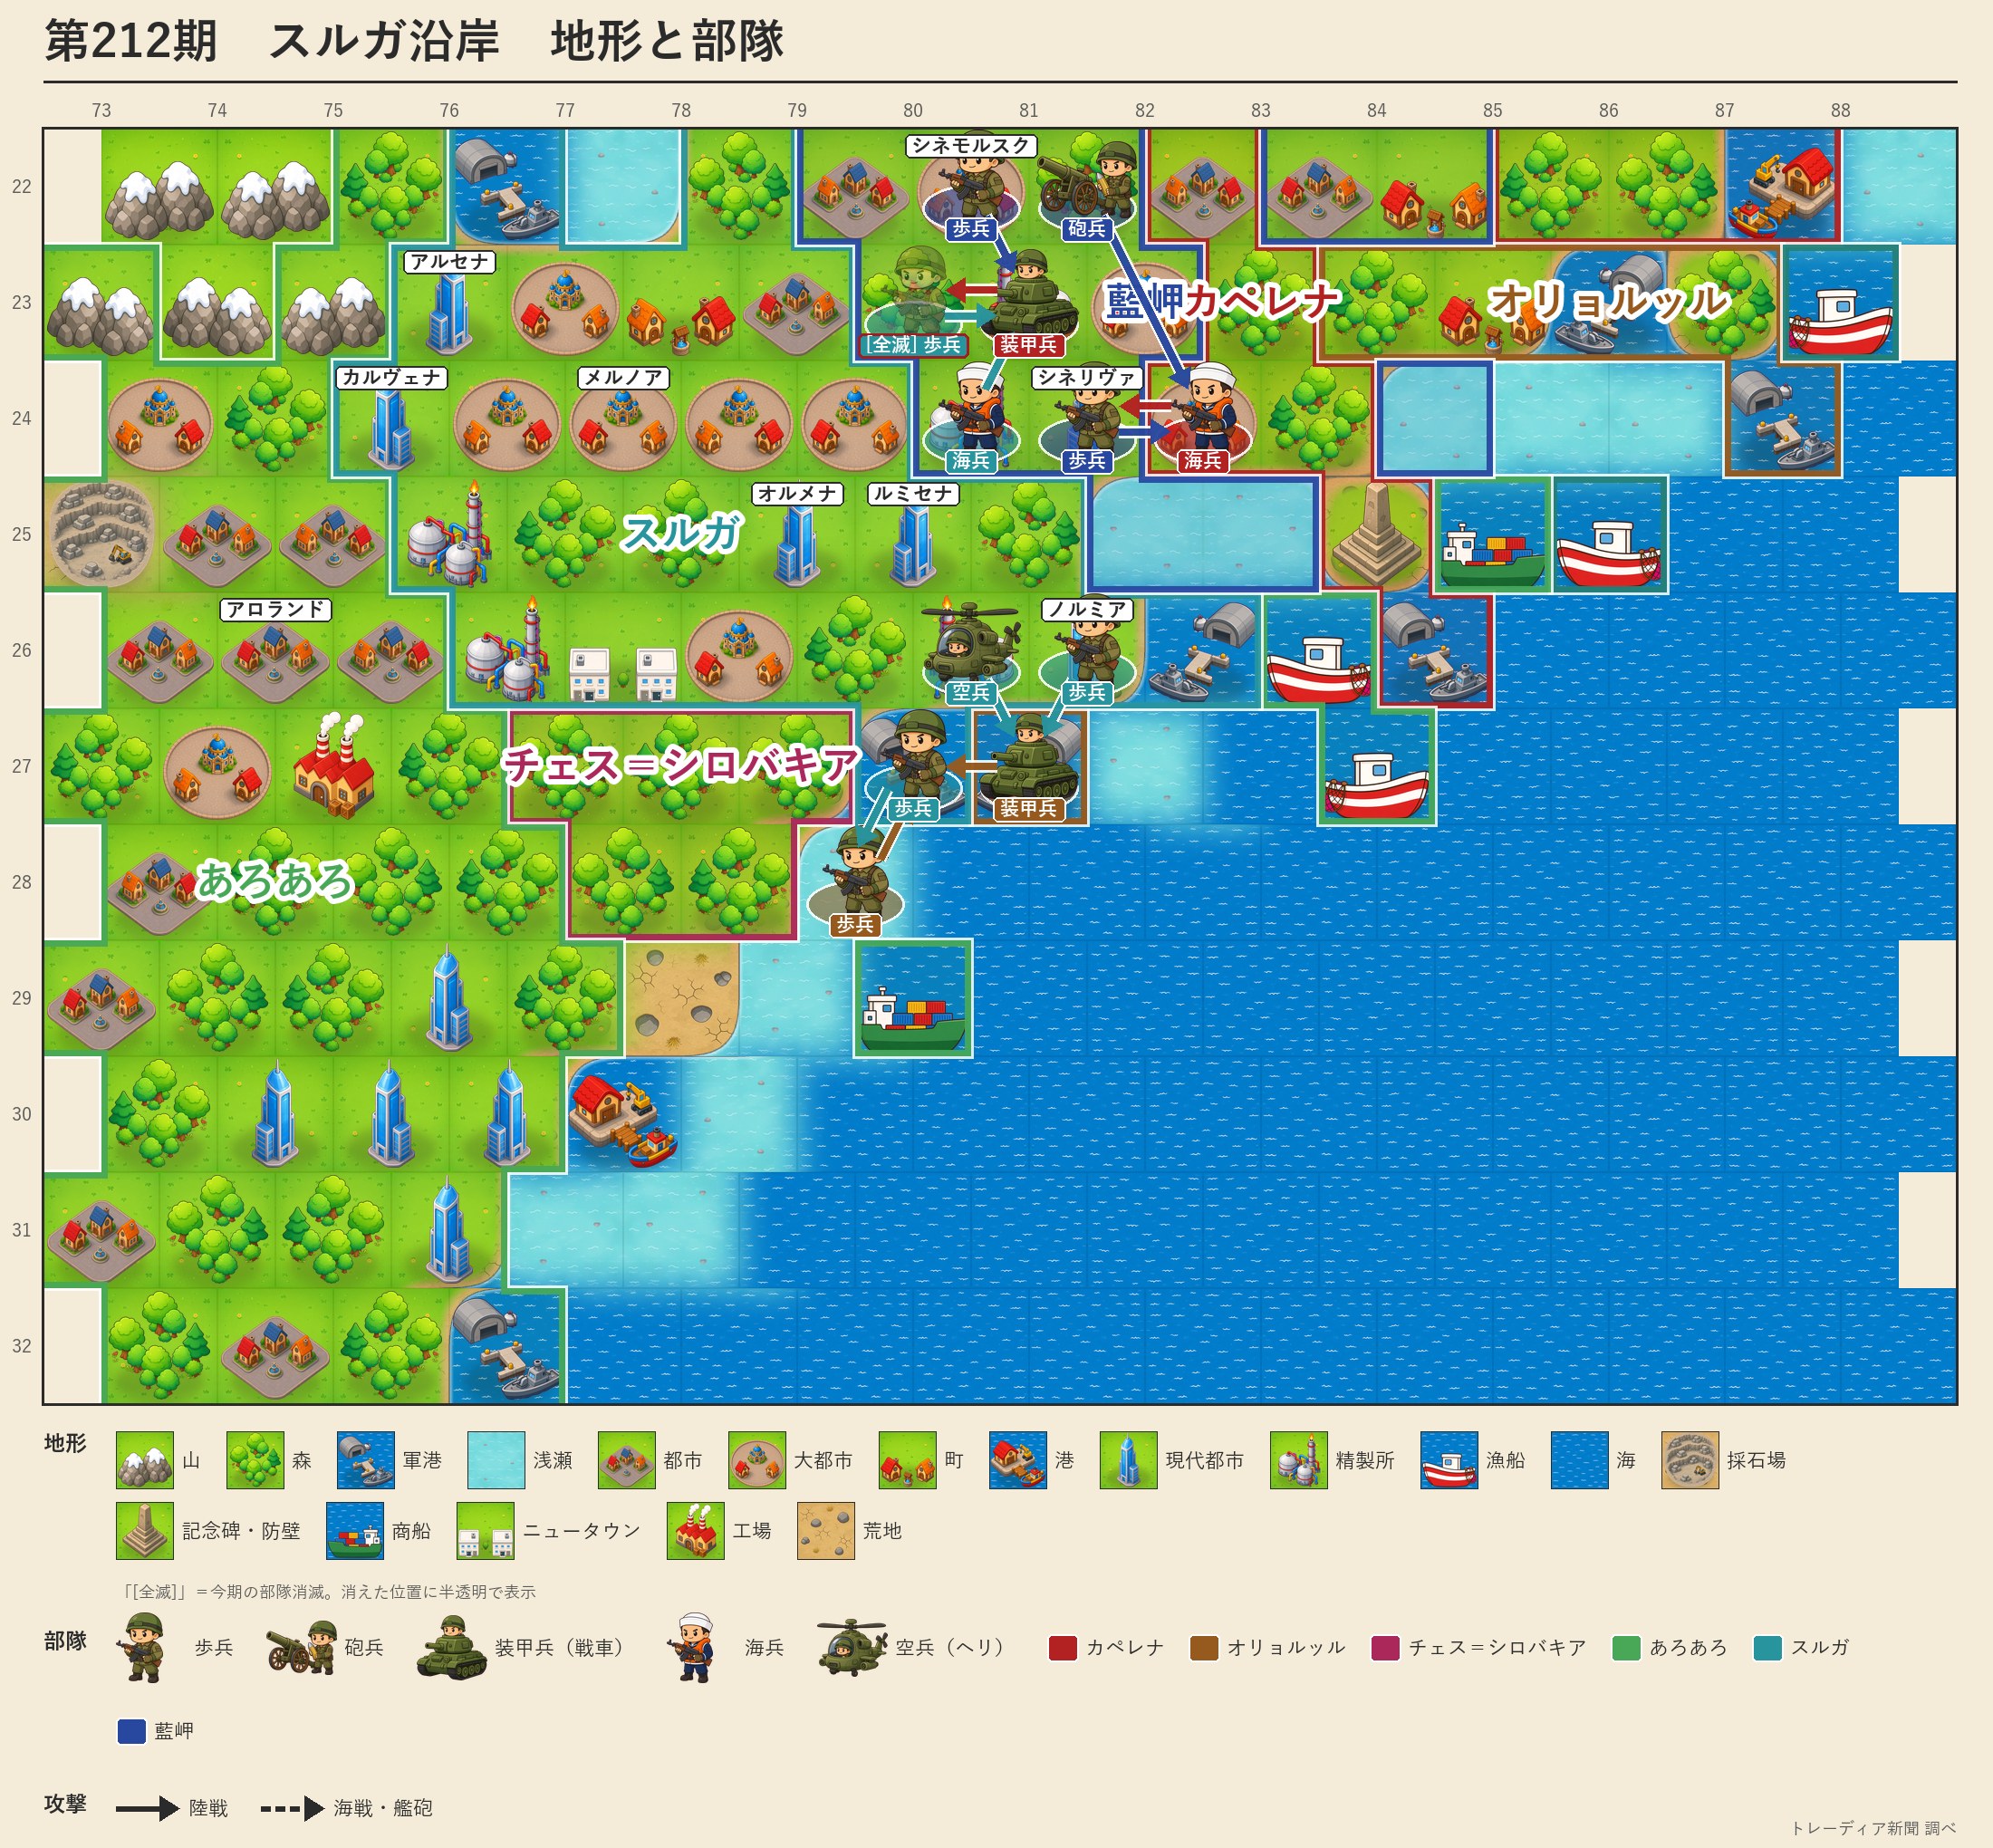 第212期　スルガ沿岸　地形と部隊
73 74 75 76 77 78 79 80 81 82 83 84 85 86 87 88
22
シネモルスク
歩兵 砲兵
23
アルセナ
藍岬 カペレナ オリョルッル
[全滅] 歩兵 装甲兵
24
カルヴェナ メルノア シネリヴァ
海兵 歩兵 海兵
25
オルメナ ルミセナ
スルガ
26
アロランド ノルミア
空兵 歩兵
27
チェス＝シロバキア
歩兵 装甲兵
28
あろあろ
歩兵
29
30
31
32
地形 山 森 軍港 浅瀬 都市 大都市 町 港 現代都市 精製所 漁船 海 採石場
記念碑・防壁 商船 ニュータウン 工場 荒地
「[全滅]」＝今期の部隊消滅。消えた位置に半透明で表示
部隊 歩兵 砲兵 装甲兵（戦車） 海兵 空兵（ヘリ） カペレナ オリョルッル チェス＝シロバキア あろあろ スルガ
藍岬
攻撃 陸戦 海戦・艦砲
トレーディア新聞 調べ